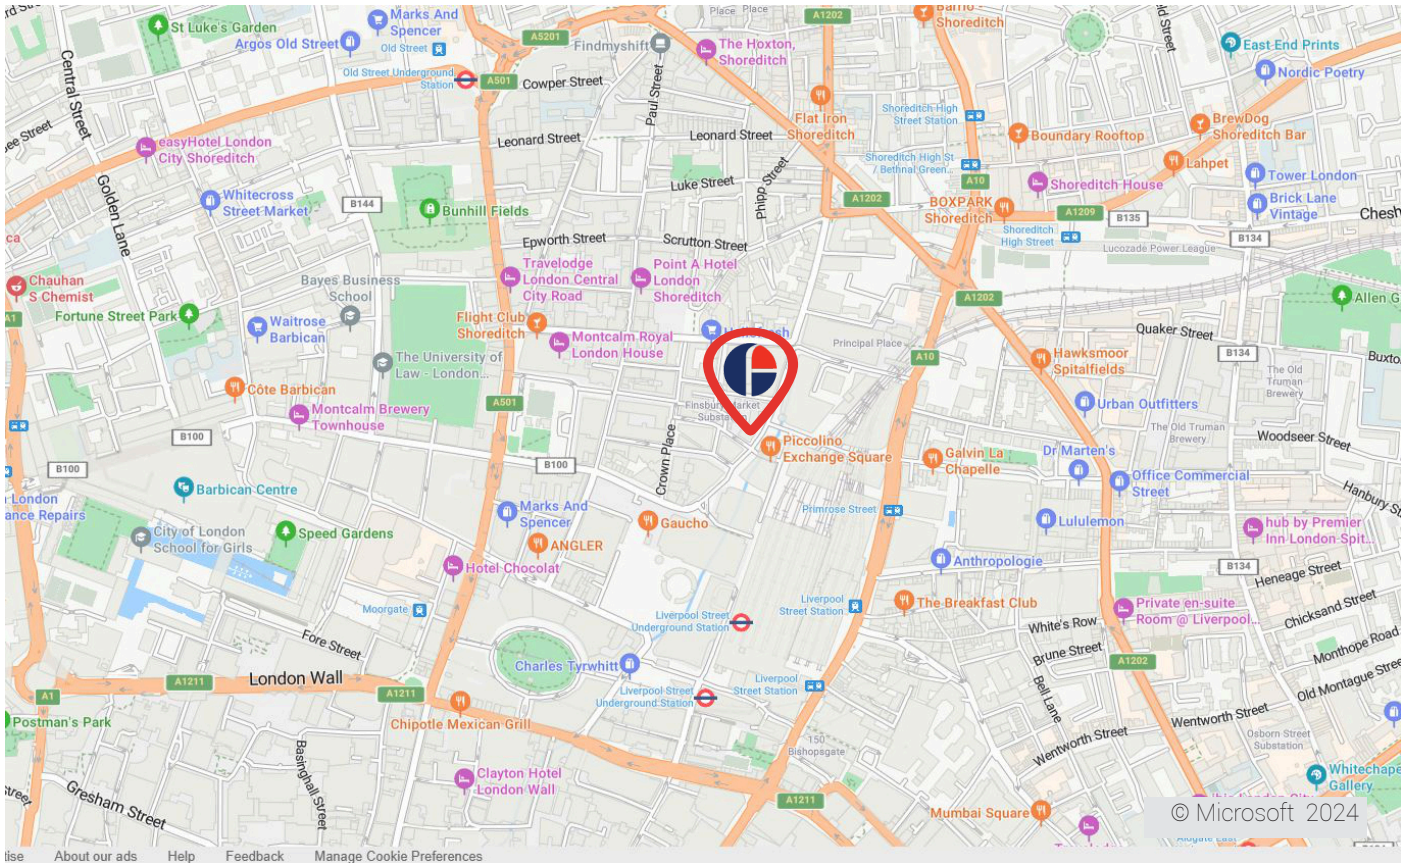 St Luke's Garden
Marks And
Spencer
Argos Old Street
Old Street
Old Street Underground
Station
A501
A5201
Cowper Street
Findmyshift
Paul Street
Place
Place
The Hoxton,
Shoreditch
A1202
Shoreditch
East End Prints
Nordic Poetry
Central Street
easyHotel London
City Shoreditch
Golden Lane
Whitecross
Street Market
B144
Bunhill Fields
Leonard Street
Leonard Street
Luke Street
Phipp Street
Flat Iron
Shoreditch
Shoreditch High
Street Station
Shoreditch High St
/ Bethnal Green...
A10
Boundary Rooftop
BrewDog
Shoreditch Bar
Lahpet
Shoreditch House
BOXPARK
Shoreditch
A1202
A1209
B135
Tower London
Brick Lane
Vintage
B134
Shoreditch
High Street
Lucozade Power League
Epworth Street
Scrutton Street
Travelodge
London Central
City Road
Point A Hotel
London
Shoreditch
Chauhan
S Chemist
A1
Fortune Street Park
Bayes Business
School
Waitrose
Barbican
Flight Club
Shoreditch
Montcalm Royal
London House
The University of
Law - London...
Côte Barbican
Montcalm Brewery
Townhouse
A501
A1202
Principal Place
A10
Quaker Street
B134
Hawksmoor
Spitalfields
The Old
Truman
Brewery
Urban Outfitters
The Old Truman
Brewery
Woodseer Street
B100
B100
B100
Crown Place
Piccolino
Exchange Square
Galvin La
Chapelle
Dr Marten's
Office Commercial
Street
Barbican Centre
City of London
School for Girls
Speed Gardens
Marks And
Spencer
ANGLER
Gaucho
Hotel Chocolat
Primrose Street
Lululemon
Anthropologie
hub by Premier
Inn London Spit...
B134
Heneage Street
Chicksand Street
Moorgate
Liverpool Street
Underground Station
Liverpool
Street Station
The Breakfast Club
Private en-suite
Room @ Liverpool...
White's Row
Brune Street
Monthope Road
Old Montague Street
Fore Street
London Wall
A1
A1211
A1211
Charles Tyrwhitt
Liverpool Street
Underground Station
Liverpool
Street Station
A1202
Bell Lane
Wentworth Street
Wentworth Street
Osborn Street
Substation
Postman's Park
Chipotle Mexican Grill
150
Bishopsgate
Basinghall Street
Gresham Street
Clayton Hotel
London Wall
A1211
Mumbai Square
Gallery
© Microsoft 2024
About our ads
Help
Feedback
Manage Cookie Preferences